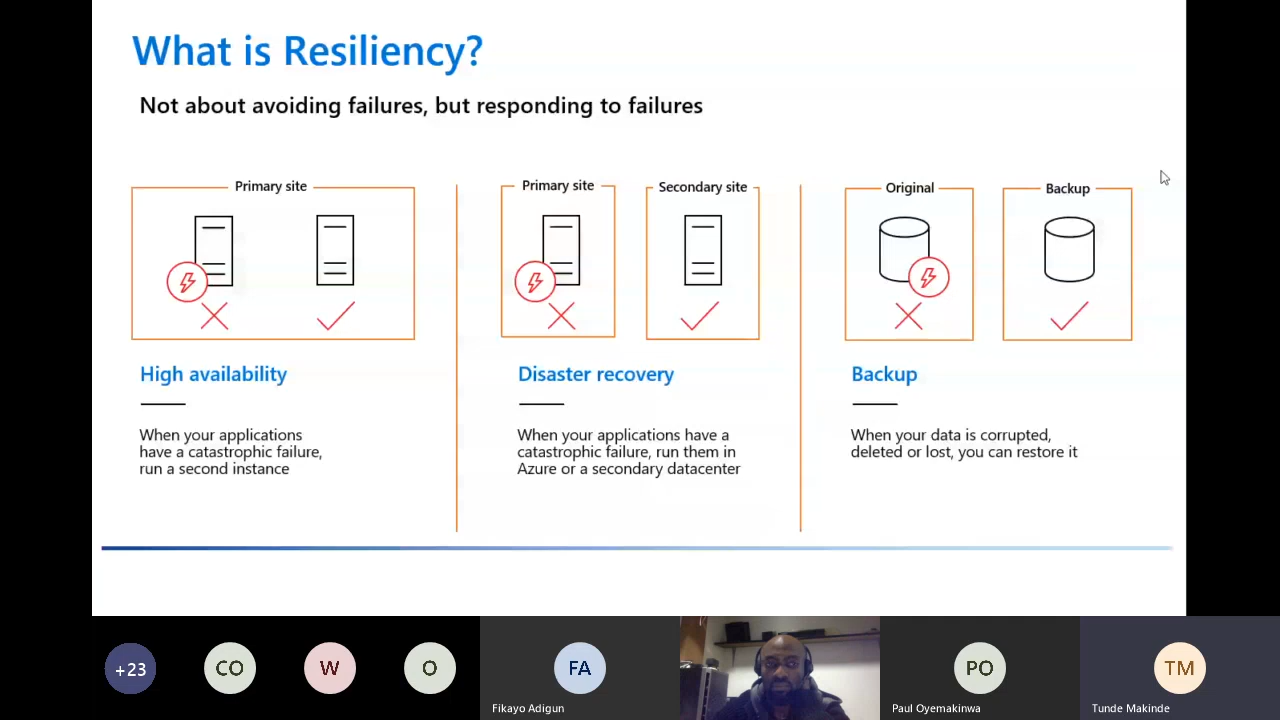 What is Resiliency?
Not about avoiding failures, but responding to failures
Primary site
Primary site
Secondary site
Original
Backup
High availability
Disaster recovery
Backup
When your applications
have a catastrophic failure,
run a second instance
When your applications have a
catastrophic failure, run them in
Azure or a secondary datacenter
When your data is corrupted,
deleted or lost, you can restore it
+23
CO
W
O
FA
PO
TM
Fikayo Adigun
Paul Oyemakinwa
Tunde Makinde